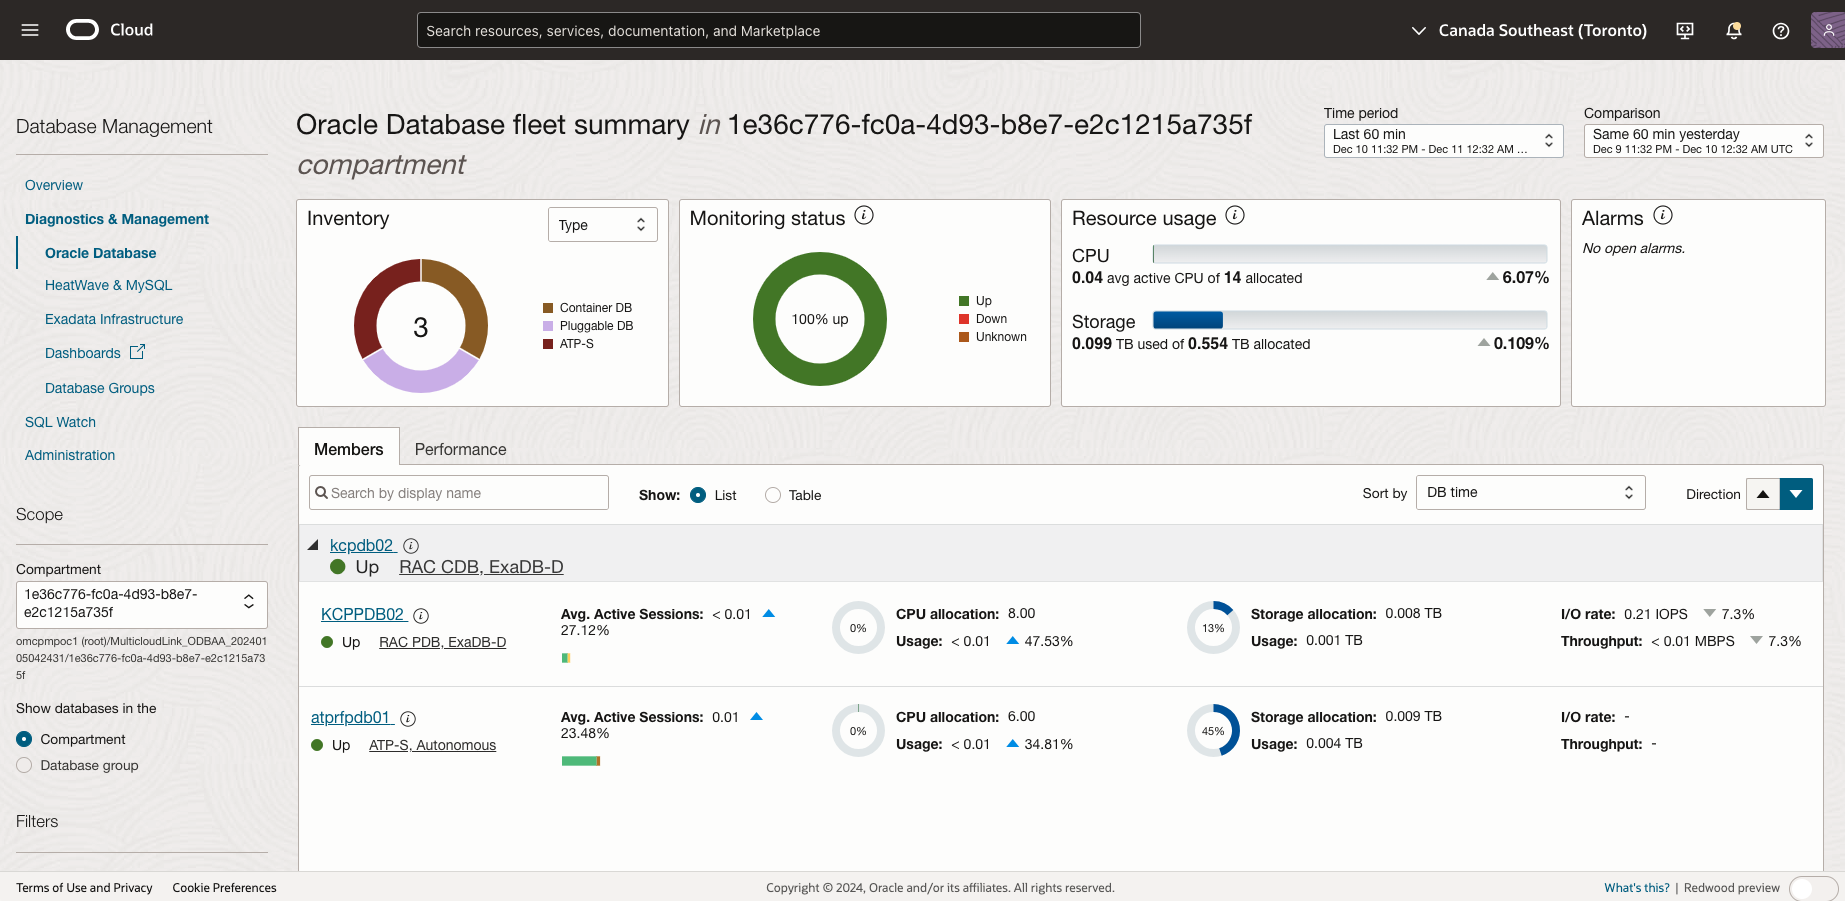 Cloud
Search resources, services, documentation, and Marketplace
Canada Southeast (Toronto)
Database Management
Overview
Diagnostics & Management
Oracle Database
HeatWave & MySQL
Exadata Infrastructure
Dashboards
Database Groups
SQL Watch
Administration
Scope
Compartment
1e36c776-fc0a-4d93-b8e7-
e2c1215a735f
omcpmpoc1 (root)/MulticloudLink_ODBAA_202401
05042431/1e36c776-fc0a-4d93-b8e7-e2c1215a73
5f
Show databases in the
Compartment
Database group
Filters
Oracle Database fleet summary in 1e36c776-fc0a-4d93-b8e7-e2c1215a735f
compartment
Time period
Last 60 min
Dec 10 11:32 PM - Dec 11 12:32 AM ...
Comparison
Same 60 min yesterday
Dec 9 11:32 PM - Dec 10 12:32 AM UTC
Inventory
Type
3
Container DB
Pluggable DB
ATP-S
Monitoring status
100% up
Up
Down
Unknown
Resource usage
CPU
0.04 avg active CPU of 14 allocated
6.07%
Storage
0.099 TB used of 0.554 TB allocated
0.109%
Alarms
No open alarms.
Members
Performance
Search by display name
Show: List Table
Sort by DB time
Direction
kcpdb02
Up RAC CDB, ExaDB-D
KCPPDB02
Up RAC PDB, ExaDB-D
Avg. Active Sessions: < 0.01
27.12%
0%
CPU allocation: 8.00
Usage: < 0.01 47.53%
13%
Storage allocation: 0.008 TB
Usage: 0.001 TB
I/O rate: 0.21 IOPS 7.3%
Throughput: < 0.01 MBPS 7.3%
atprfpdb01
Up ATP-S, Autonomous
Avg. Active Sessions: 0.01
23.48%
0%
CPU allocation: 6.00
Usage: < 0.01 34.81%
45%
Storage allocation: 0.009 TB
Usage: 0.004 TB
I/O rate: -
Throughput: -
Terms of Use and Privacy Cookie Preferences
Copyright © 2024, Oracle and/or its affiliates. All rights reserved.
What's this? | Redwood preview